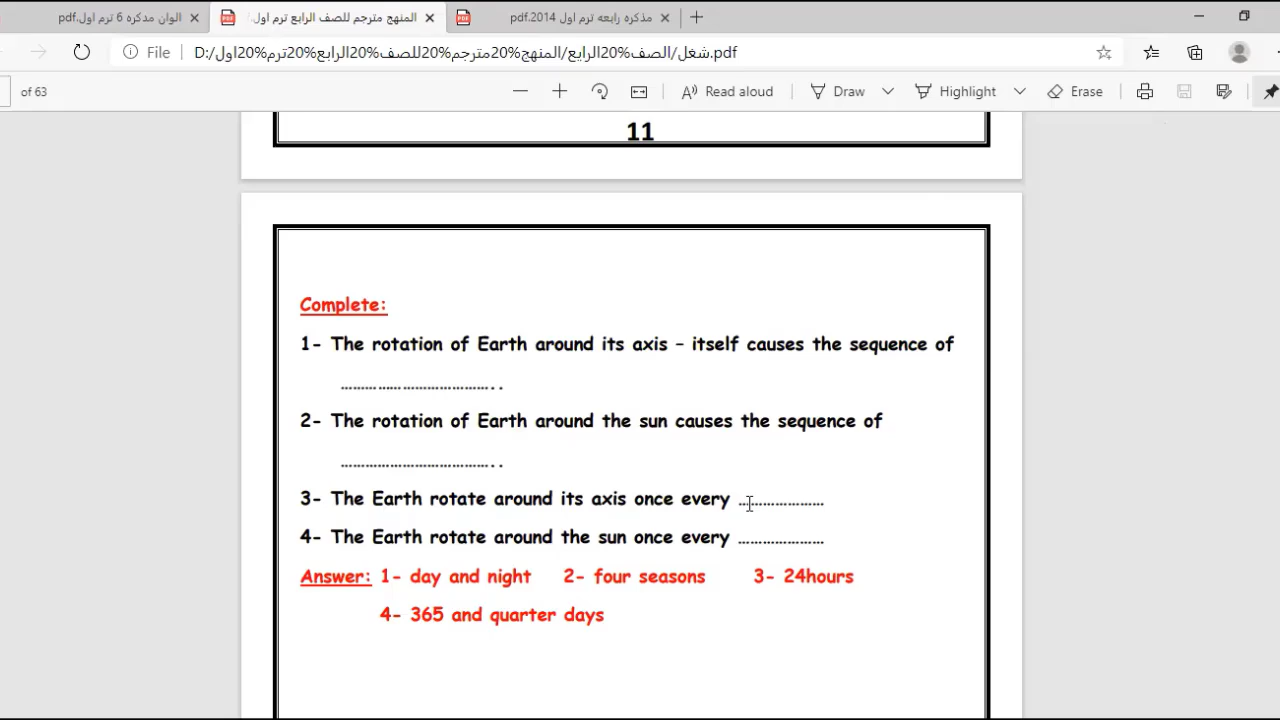 الوان مذكره 6 ترم اول.pdf
المنهج مترجم للصف الرابع ترم اول.
مذكره رابعه ترم اول 2014.pdf
File D:/شغل/الصف%20الرايع/المنهج%20مترجم%20للصف%20الرابع%20ترم%20اول.pdf
of 63 Read aloud Draw Highlight Erase
11
Complete:
1- The rotation of Earth around its axis – itself causes the sequence of
……………………………..
2- The rotation of Earth around the sun causes the sequence of
……………………………..
3- The Earth rotate around its axis once every …………………
4- The Earth rotate around the sun once every …………………
Answer: 1- day and night 2- four seasons 3- 24hours
4- 365 and quarter days